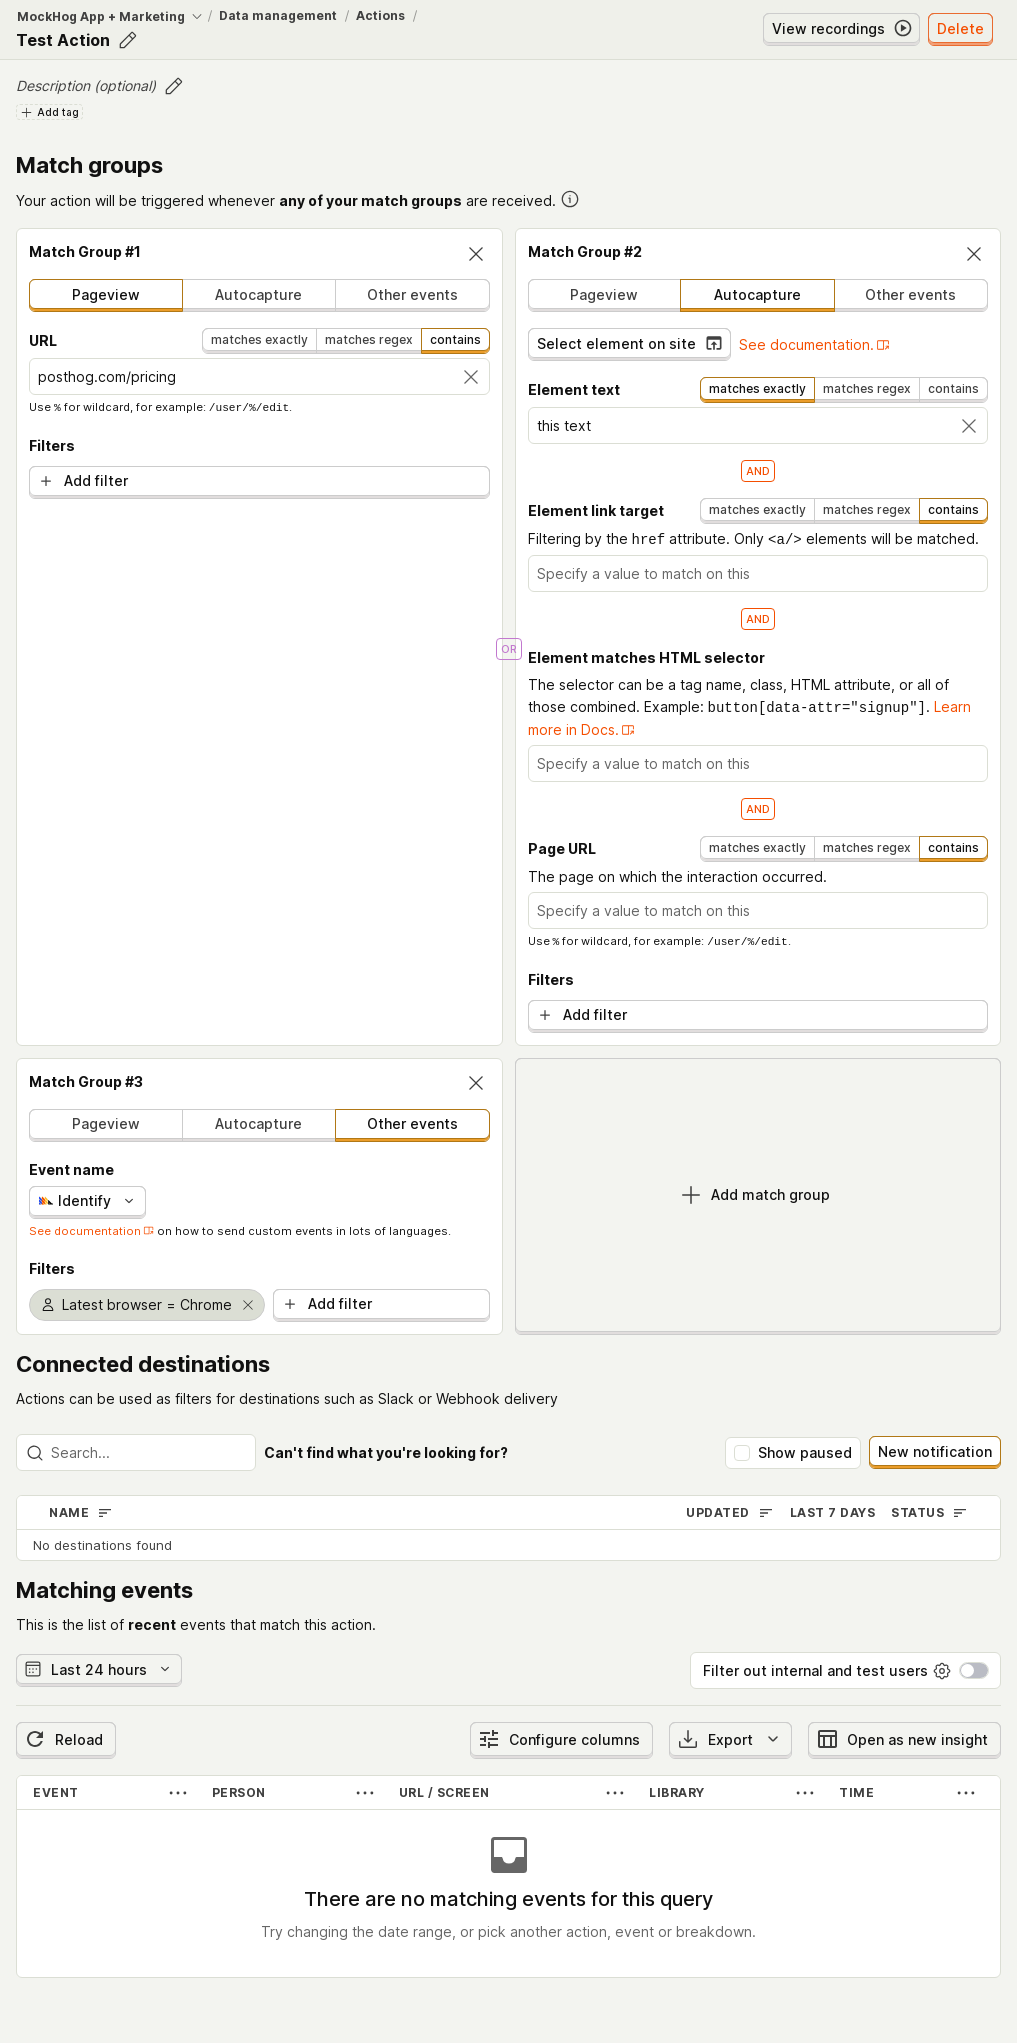 MockHog App + Marketing / Data management / Actions /
Test Action
View recordings
Delete
Description (optional)
Add tag
Match groups
Your action will be triggered whenever any of your match groups are received.
Match Group #1
Pageview Autocapture Other events
URL matches exactly matches regex contains
posthog.com/pricing
Use % for wildcard, for example: /user/%/edit.
Filters
Add filter
OR
Match Group #2
Pageview Autocapture Other events
Select element on site See documentation.
Element text matches exactly matches regex contains
this text
AND
Element link target matches exactly matches regex contains
Filtering by the href attribute. Only <a/> elements will be matched.
Specify a value to match on this
AND
Element matches HTML selector
The selector can be a tag name, class, HTML attribute, or all of
those combined. Example: button[data-attr="signup"]. Learn
more in Docs.
Specify a value to match on this
AND
Page URL matches exactly matches regex contains
The page on which the interaction occurred.
Specify a value to match on this
Use % for wildcard, for example: /user/%/edit.
Filters
Add filter
Match Group #3
Pageview Autocapture Other events
Event name
Identify
See documentation on how to send custom events in lots of languages.
Filters
Latest browser = Chrome Add filter
Add match group
Connected destinations
Actions can be used as filters for destinations such as Slack or Webhook delivery
Search... Can't find what you're looking for? Show paused New notification
NAME UPDATED LAST 7 DAYS STATUS
No destinations found
Matching events
This is the list of recent events that match this action.
Last 24 hours Filter out internal and test users
Reload Configure columns Export Open as new insight
EVENT PERSON URL / SCREEN LIBRARY TIME
There are no matching events for this query
Try changing the date range, or pick another action, event or breakdown.